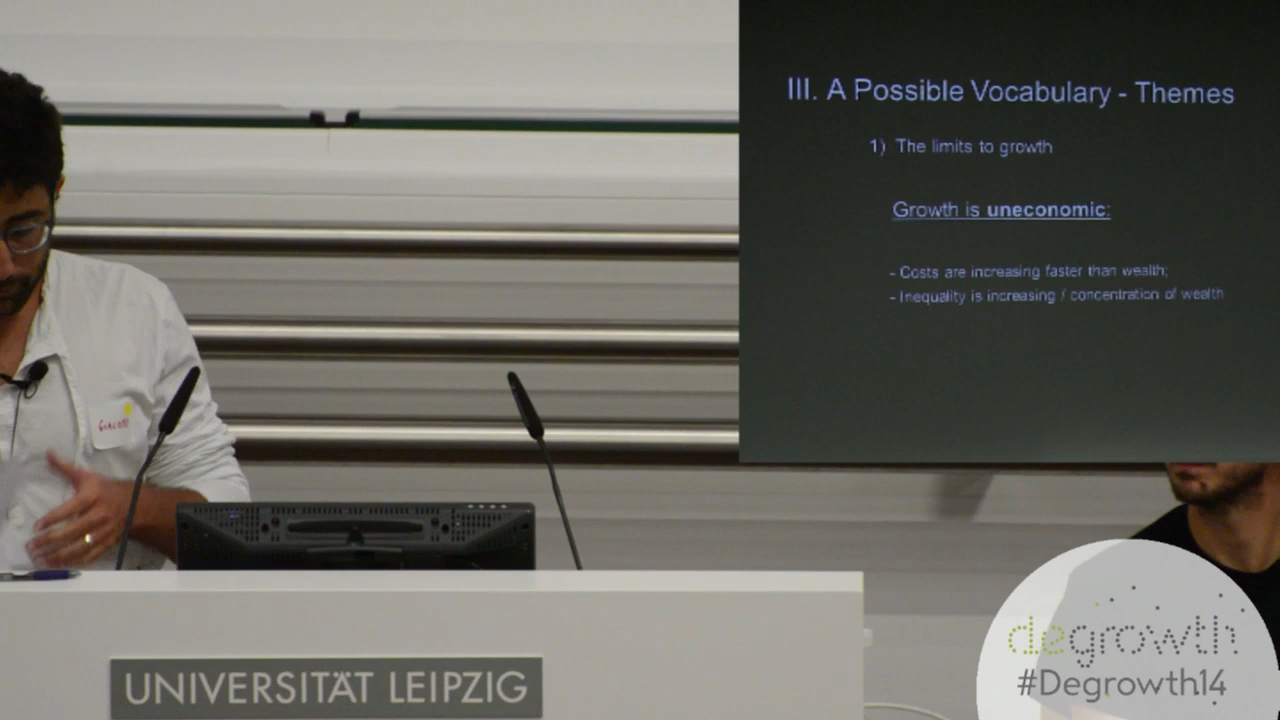 III. A Possible Vocabulary - Themes
1) The limits to growth
Growth is uneconomic:
- Costs are increasing faster than wealth;
- Inequality is increasing / concentration of wealth
UNIVERSITÄT LEIPZIG
degrowth
#Degrowth14